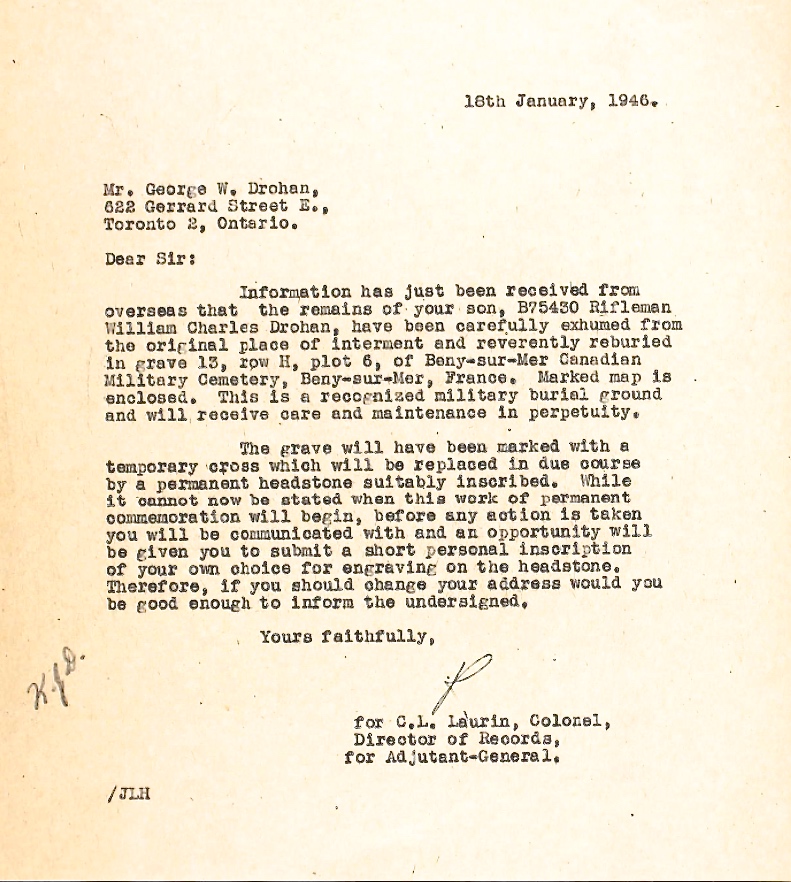 18th January, 1946.
Mr. George W. Drohan,
622 Gerrard Street E.,
Toronto 2, Ontario.
Dear Sir:
Information has just been received from
overseas that the remains of your son, B75430 Rifleman
William Charles Drohan, have been carefully exhumed from
the original place of interment and reverently reburied
in grave 13, row H, plot 6, of Beny-sur-Mer Canadian
Military Cemetery, Beny-sur-Mer, France. Marked map is
enclosed. This is a recognized military burial ground
and will receive care and maintenance in perpetuity.
The grave will have been marked with a
temporary cross which will be replaced in due course
by a permanent headstone suitably inscribed. While
it cannot now be stated when this work of permanent
commemoration will begin, before any action is taken
you will be communicated with and an opportunity will
be given you to submit a short personal inscription
of your own choice for engraving on the headstone.
Therefore, if you should change your address would you
be good enough to inform the undersigned.
Yours faithfully,
for C.L. Laurin, Colonel,
Director of Records,
for Adjutant-General.
/JLH